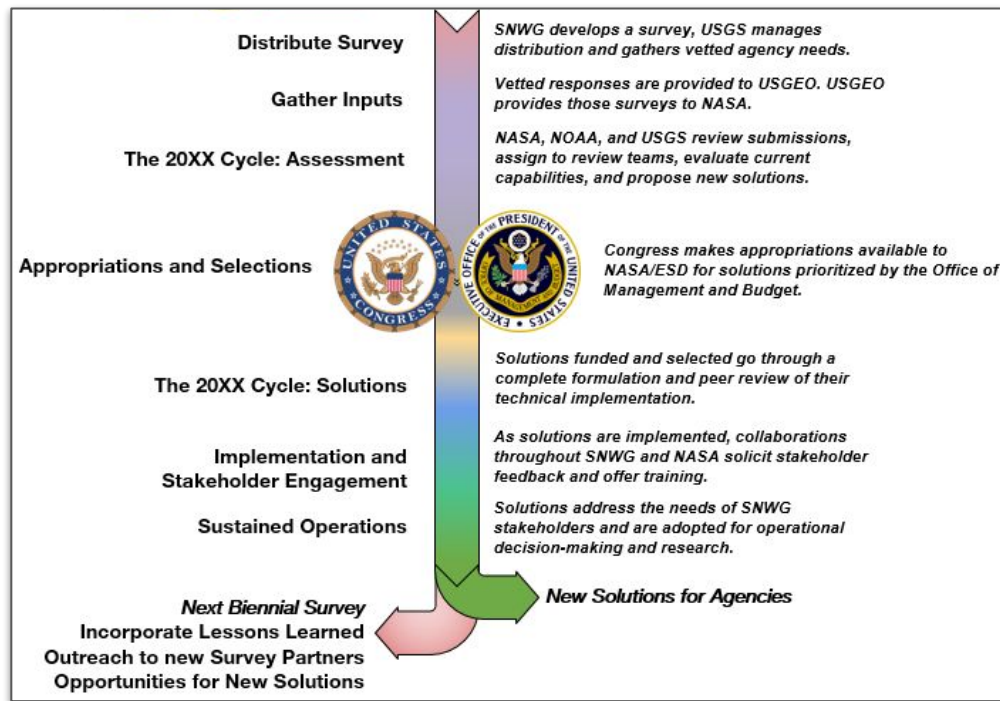 Distribute Survey
SNWG develops a survey, USGS manages
distribution and gathers vetted agency needs.
Gather Inputs
Vetted responses are provided to USGEO. USGEO
provides those surveys to NASA.
The 20XX Cycle: Assessment
NASA, NOAA, and USGS review submissions,
assign to review teams, evaluate current
capabilities, and propose new solutions.
Appropriations and Selections
UNITED STATES
CONGRESS
EXECUTIVE OFFICE OF THE PRESIDENT OF THE UNITED STATES
OFFICE OF MANAGEMENT AND BUDGET
Congress makes appropriations available to
NASA/ESD for solutions prioritized by the Office of
Management and Budget.
The 20XX Cycle: Solutions
Solutions funded and selected go through a
complete formulation and peer review of their
technical implementation.
Implementation and
Stakeholder Engagement
As solutions are implemented, collaborations
throughout SNWG and NASA solicit stakeholder
feedback and offer training.
Sustained Operations
Solutions address the needs of SNWG
stakeholders and are adopted for operational
decision-making and research.
New Solutions for Agencies
Next Biennial Survey
Incorporate Lessons Learned
Outreach to new Survey Partners
Opportunities for New Solutions